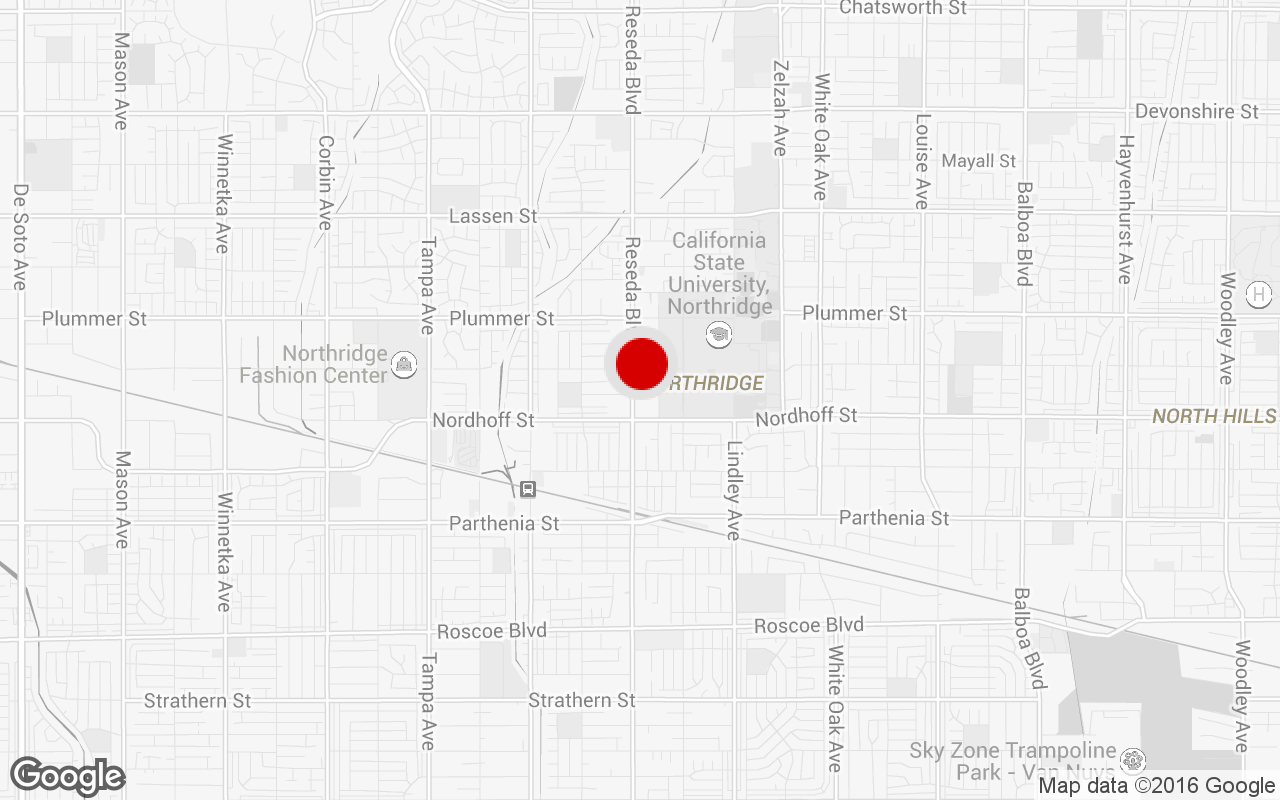 Chatsworth St
Reseda Blvd
Mason Ave
Zelzah Ave
White Oak Ave
Devonshire St
Louise Ave
Winnetka Ave
Corbin Ave
Hayvenhurst Ave
Mayall St
De Soto Ave
Balboa Blvd
Lassen St
Tampa Ave
Reseda Bl
California
State
University,
Northridge
Woodley Ave
H
Plummer St
Plummer St
Plummer St
Northridge
Fashion Center
RTHRIDGE
Nordhoff St
Nordhoff St
NORTH HILLS
Lindley Ave
Mason Ave
Winnetka Ave
Parthenia St
Parthenia St
Balboa Blvd
Roscoe Blvd
Roscoe Blvd
Tampa Ave
White Oak Ave
Woodley Ave
Strathern St
Strathern St
Sky Zone Trampoline
Park - Van Nuys
Google
Map data ©2016 Google